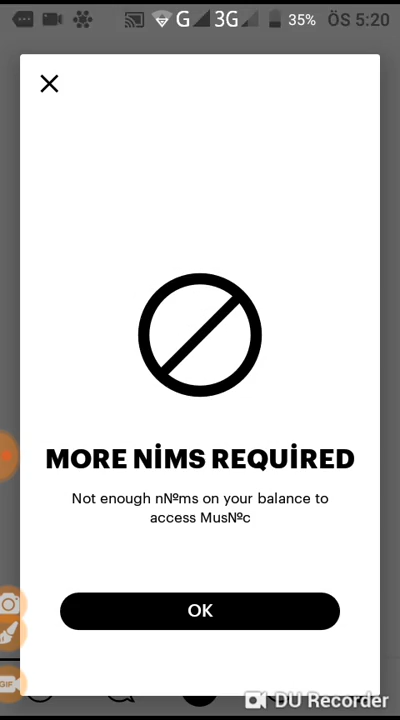 G 3G 35% ÖS 5:20
MORE NİMS REQUİRED
Not enough n№ms on your balance to
access Mus№c
OK
GIF
DU Recorder